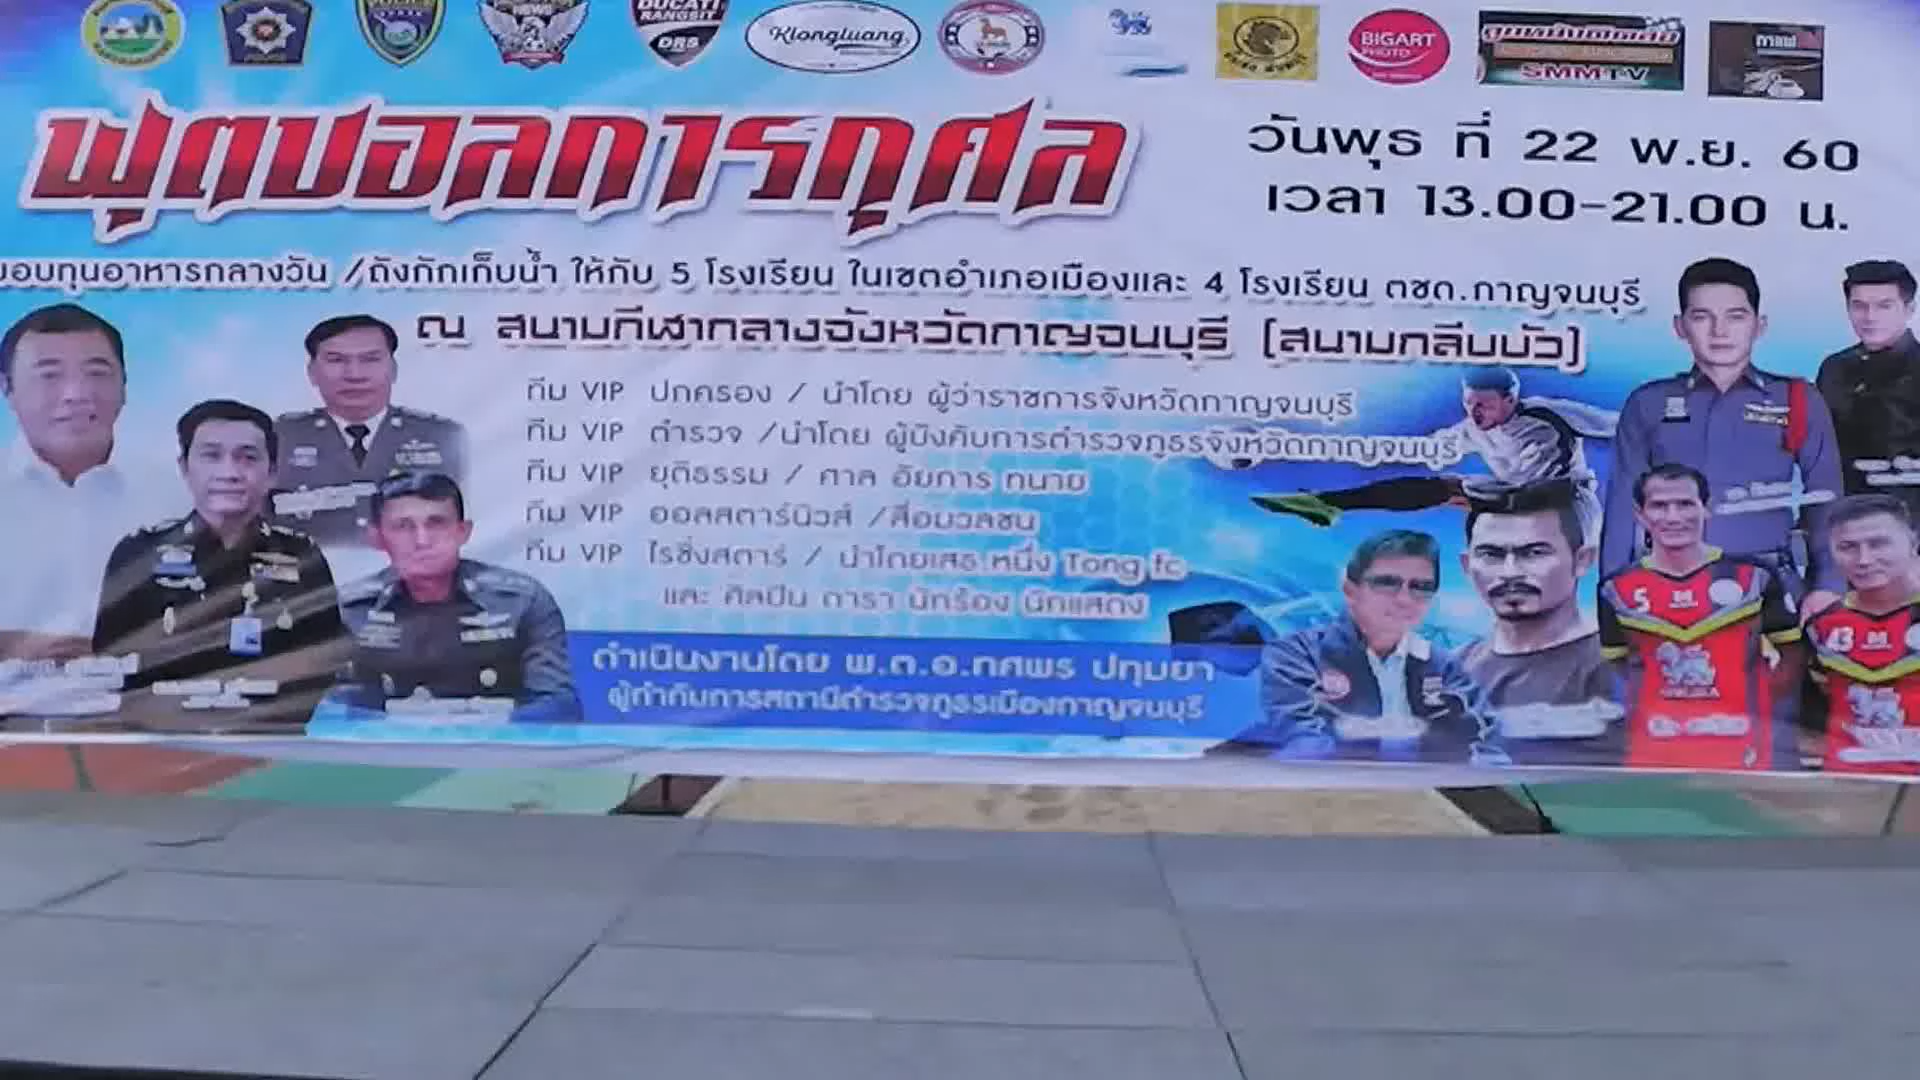 NEWS
DUCATI
RANGSIT
DRS
Klongluang
BIGART
PHOTO
SMMTV
กาแฟ
ฟุตบอลการกุศล
วันพุธ ที่ 22 พ.ย. 60
เวลา 13.00-21.00 น.
มอบทุนอาหารกลางวัน /ถังกักเก็บน้ำ ให้กับ 5 โรงเรียน ในเขตอำเภอเมืองและ 4 โรงเรียน ตชด.กาญจนบุรี
ณ สนามกีฬากลางจังหวัดกาญจนบุรี (สนามกลีบบัว)
ทีม VIP ปกครอง / นำโดย ผู้ว่าราชการจังหวัดกาญจนบุรี
ทีม VIP ตำรวจ /นำโดย ผู้บังคับการตำรวจภูธรจังหวัดกาญจนบุรี
ทีม VIP ยุติธรรม / ศาล อัยการ ทนาย
ทีม VIP ออลสตาร์นิวส์ /สื่อมวลชน
ทีม VIP ไรซิ่งสตาร์ / นำโดยเสธ.หนึ่ง Tong fc
และ ศิลปิน ดารา นักร้อง นักแสดง
ดำเนินงานโดย พ.ต.อ.ทศพร ปทุมยา
ผู้กำกับการสถานีตำรวจภูธรเมืองกาญจนบุรี
5
43